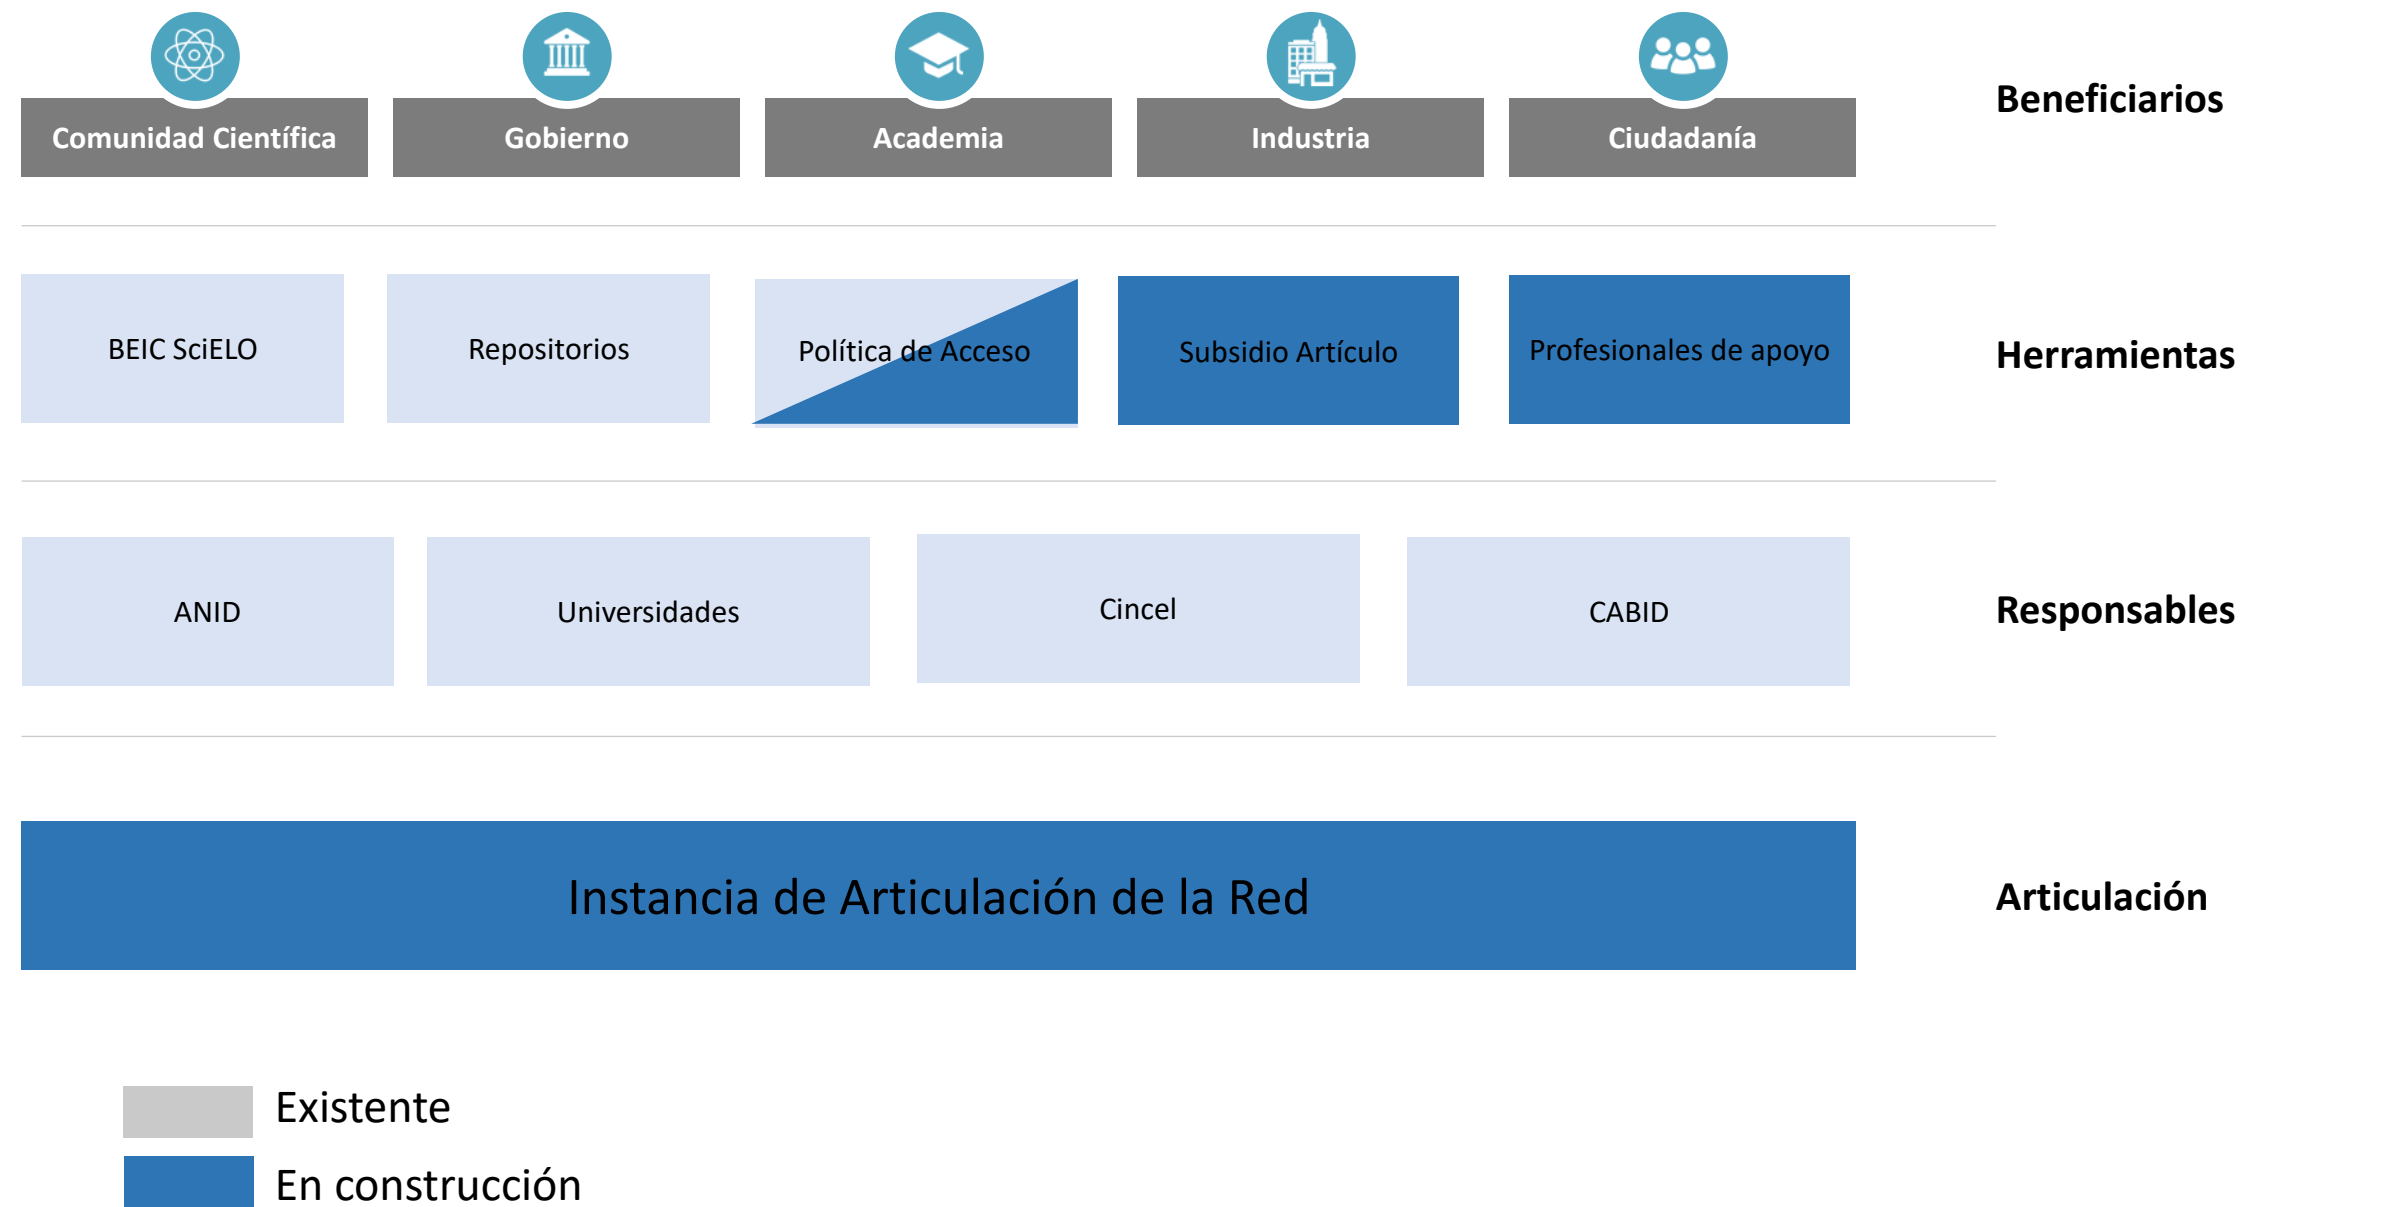 Comunidad Científica
Gobierno
Academia
Industria
Ciudadanía
Beneficiarios
BEIC SciELO
Repositorios
Política de Acceso
Subsidio Artículo
Profesionales de apoyo
Herramientas
ANID
Universidades
Cincel
CABID
Responsables
Instancia de Articulación de la Red
Articulación
Existente
En construcción